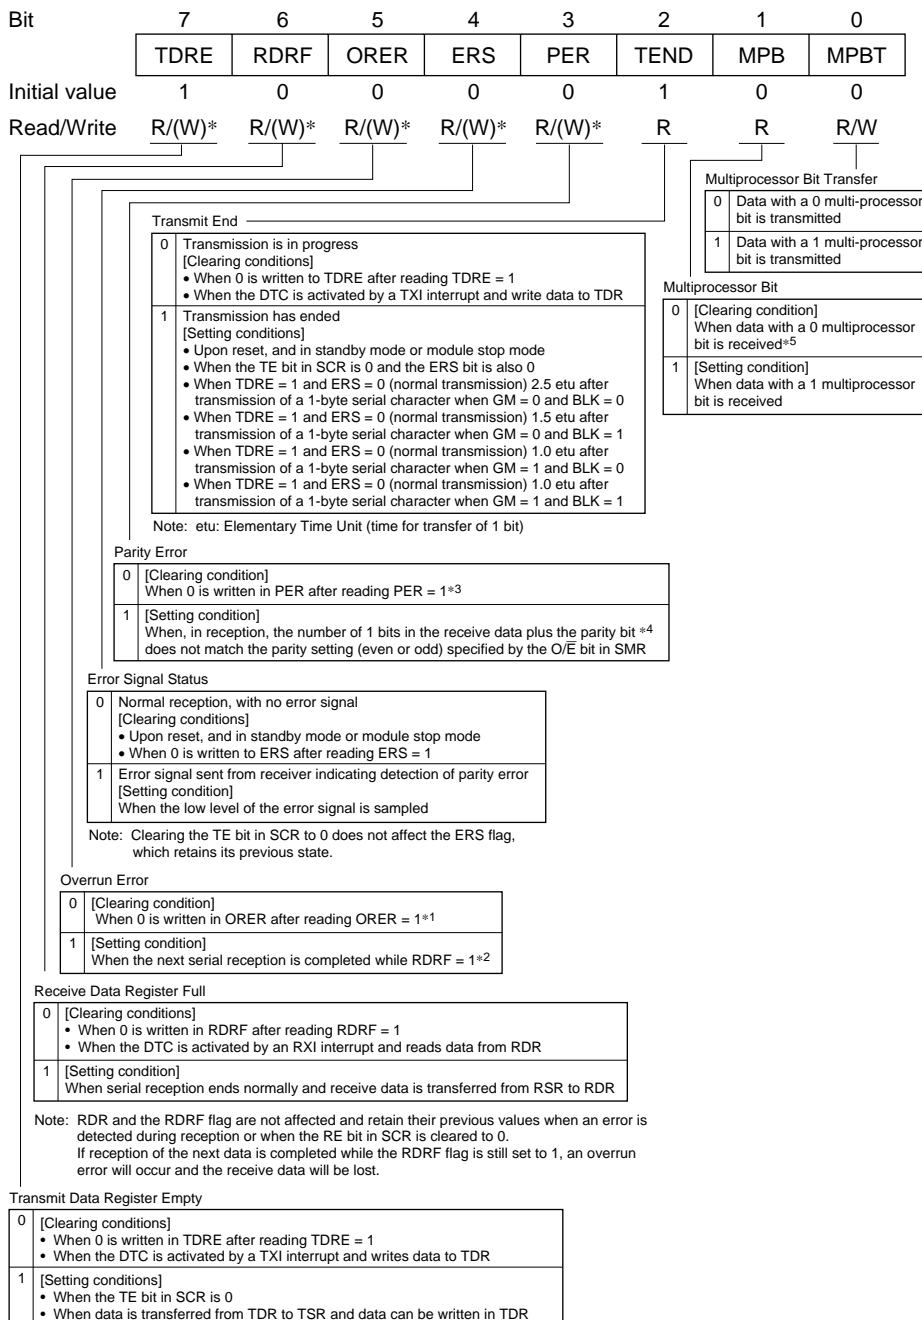 Bit 7 6 5 4 3 2 1 0
TDRE RDRF ORER ERS PER TEND MPB MPBT
Initial value 1 0 0 0 0 1 0 0
Read/Write R/(W)* R/(W)* R/(W)* R/(W)* R/(W)* R R R/W
Multiprocessor Bit Transfer
0 Data with a 0 multi-processor
bit is transmitted
1 Data with a 1 multi-processor
bit is transmitted
Multiprocessor Bit
0 [Clearing condition]
When data with a 0 multiprocessor
bit is received*5
1 [Setting condition]
When data with a 1 multiprocessor
bit is received
Transmit End
0 Transmission is in progress
[Clearing conditions]
• When 0 is written to TDRE after reading TDRE = 1
• When the DTC is activated by a TXI interrupt and write data to TDR
1 Transmission has ended
[Setting conditions]
• Upon reset, and in standby mode or module stop mode
• When the TE bit in SCR is 0 and the ERS bit is also 0
• When TDRE = 1 and ERS = 0 (normal transmission) 2.5 etu after
transmission of a 1-byte serial character when GM = 0 and BLK = 0
• When TDRE = 1 and ERS = 0 (normal transmission) 1.5 etu after
transmission of a 1-byte serial character when GM = 0 and BLK = 1
• When TDRE = 1 and ERS = 0 (normal transmission) 1.0 etu after
transmission of a 1-byte serial character when GM = 1 and BLK = 0
• When TDRE = 1 and ERS = 0 (normal transmission) 1.0 etu after
transmission of a 1-byte serial character when GM = 1 and BLK = 1
Note: etu: Elementary Time Unit (time for transfer of 1 bit)
Parity Error
0 [Clearing condition]
When 0 is written in PER after reading PER = 1*3
1 [Setting condition]
When, in reception, the number of 1 bits in the receive data plus the parity bit *4
does not match the parity setting (even or odd) specified by the O/E̅ bit in SMR
Error Signal Status
0 Normal reception, with no error signal
[Clearing conditions]
• Upon reset, and in standby mode or module stop mode
• When 0 is written to ERS after reading ERS = 1
1 Error signal sent from receiver indicating detection of parity error
[Setting condition]
When the low level of the error signal is sampled
Note: Clearing the TE bit in SCR to 0 does not affect the ERS flag,
which retains its previous state.
Overrun Error
0 [Clearing condition]
When 0 is written in ORER after reading ORER = 1*1
1 [Setting condition]
When the next serial reception is completed while RDRF = 1*2
Receive Data Register Full
0 [Clearing conditions]
• When 0 is written in RDRF after reading RDRF = 1
• When the DTC is activated by an RXI interrupt and reads data from RDR
1 [Setting condition]
When serial reception ends normally and receive data is transferred from RSR to RDR
Note: RDR and the RDRF flag are not affected and retain their previous values when an error is
detected during reception or when the RE bit in SCR is cleared to 0.
If reception of the next data is completed while the RDRF flag is still set to 1, an overrun
error will occur and the receive data will be lost.
Transmit Data Register Empty
0 [Clearing conditions]
• When 0 is written in TDRE after reading TDRE = 1
• When the DTC is activated by a TXI interrupt and writes data to TDR
1 [Setting conditions]
• When the TE bit in SCR is 0
• When data is transferred from TDR to TSR and data can be written in TDR